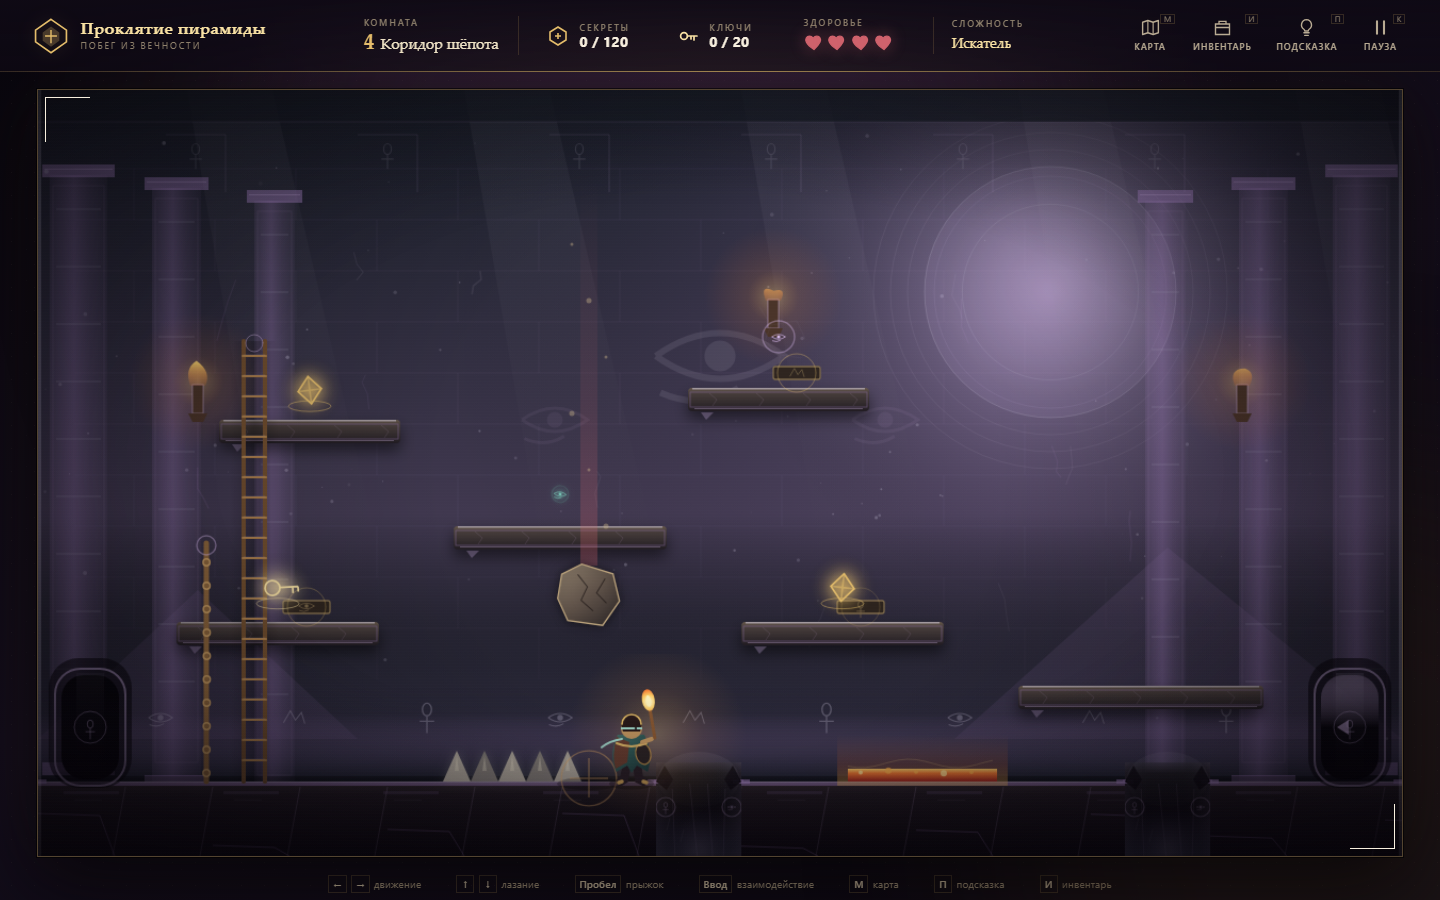 Проклятие пирамиды
ПОБЕГ ИЗ ВЕЧНОСТИ
КОМНАТА
4 Коридор шёпота
СЕКРЕТЫ
0 / 120
КЛЮЧИ
0 / 20
ЗДОРОВЬЕ
СЛОЖНОСТЬ
Искатель
М
КАРТА
И
ИНВЕНТАРЬ
П
ПОДСКАЗКА
К
ПАУЗА
← → движение
↑ ↓ лазание
Пробел прыжок
Ввод взаимодействие
М карта
П подсказка
И инвентарь